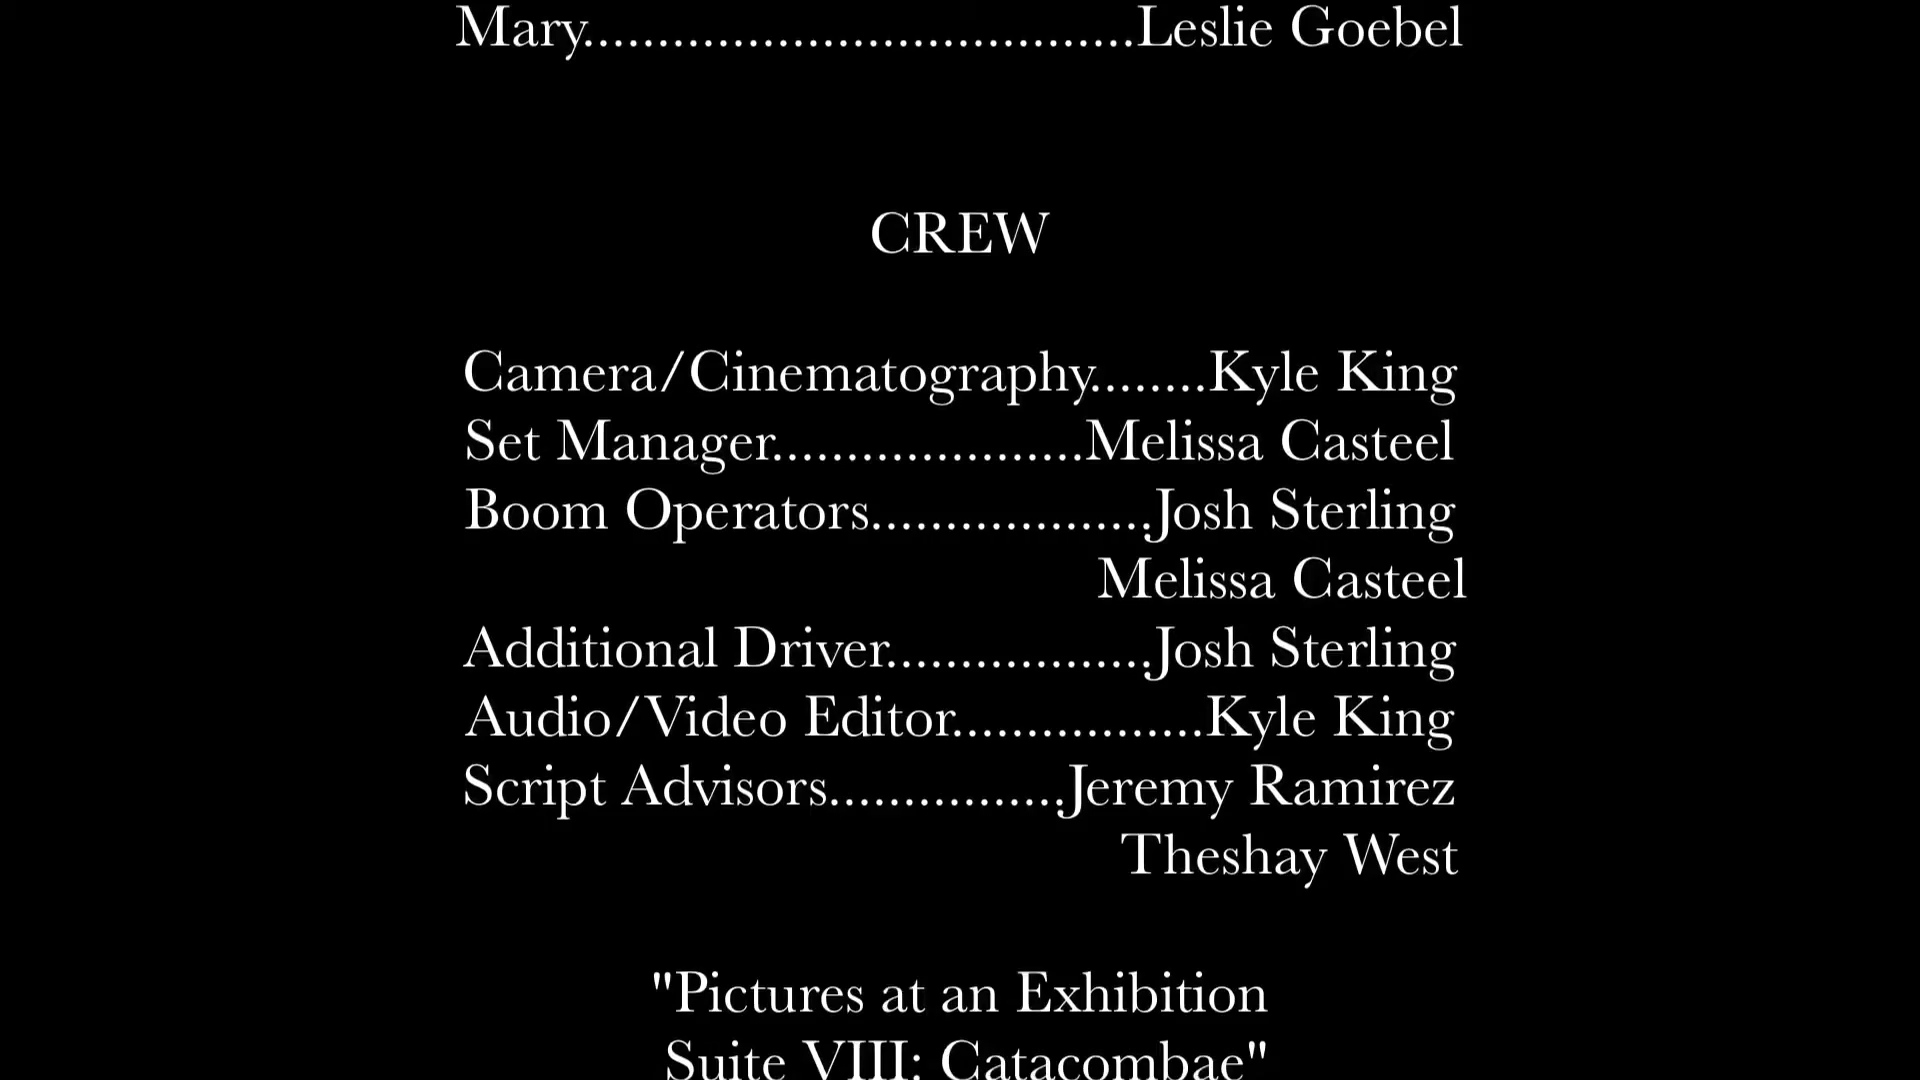 Mary.....................................Leslie Goebel
CREW
Camera/Cinematography........Kyle King
Set Manager.....................Melissa Casteel
Boom Operators...................Josh Sterling
Melissa Casteel
Additional Driver..................Josh Sterling
Audio/Video Editor.................Kyle King
Script Advisors................Jeremy Ramirez
Theshay West
"Pictures at an Exhibition
Suite VIII: Catacombae"